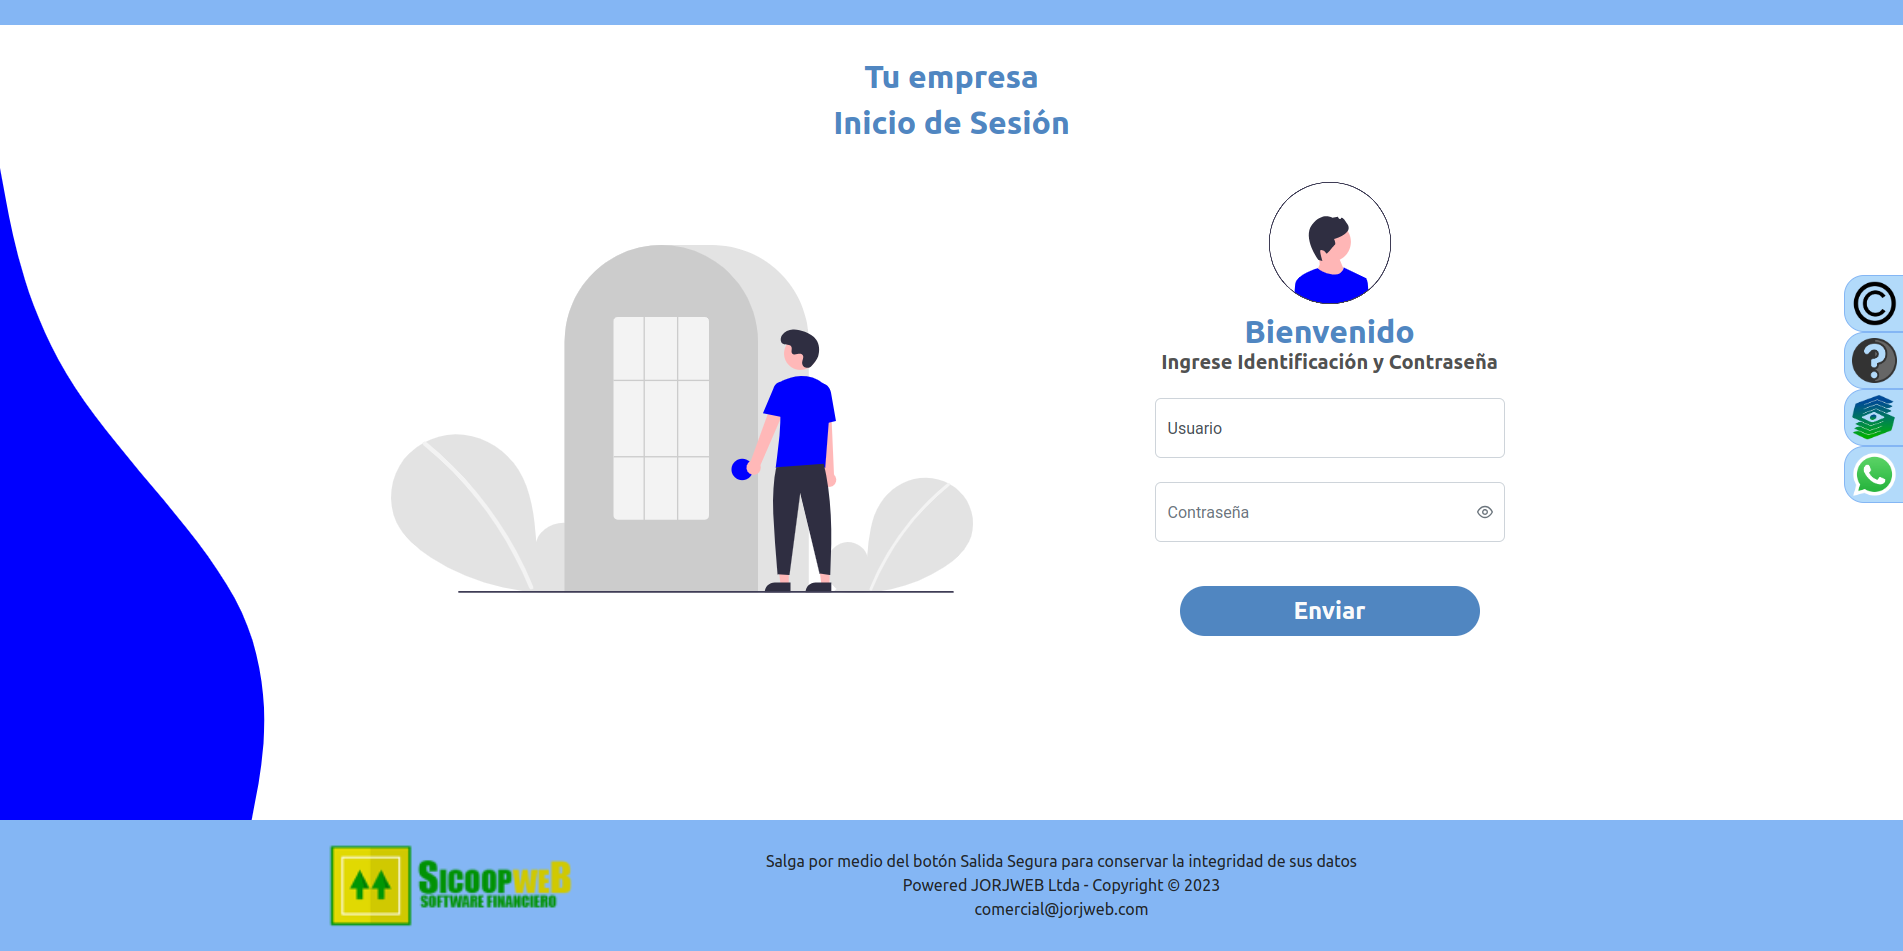 Tu empresa
Inicio de Sesión
Bienvenido
Ingrese Identificación y Contraseña
Usuario
Contraseña
Enviar
SICOOPWEB
SOFTWARE FINANCIERO
Salga por medio del botón Salida Segura para conservar la integridad de sus datos
Powered JORJWEB Ltda - Copyright © 2023
comercial@jorjweb.com